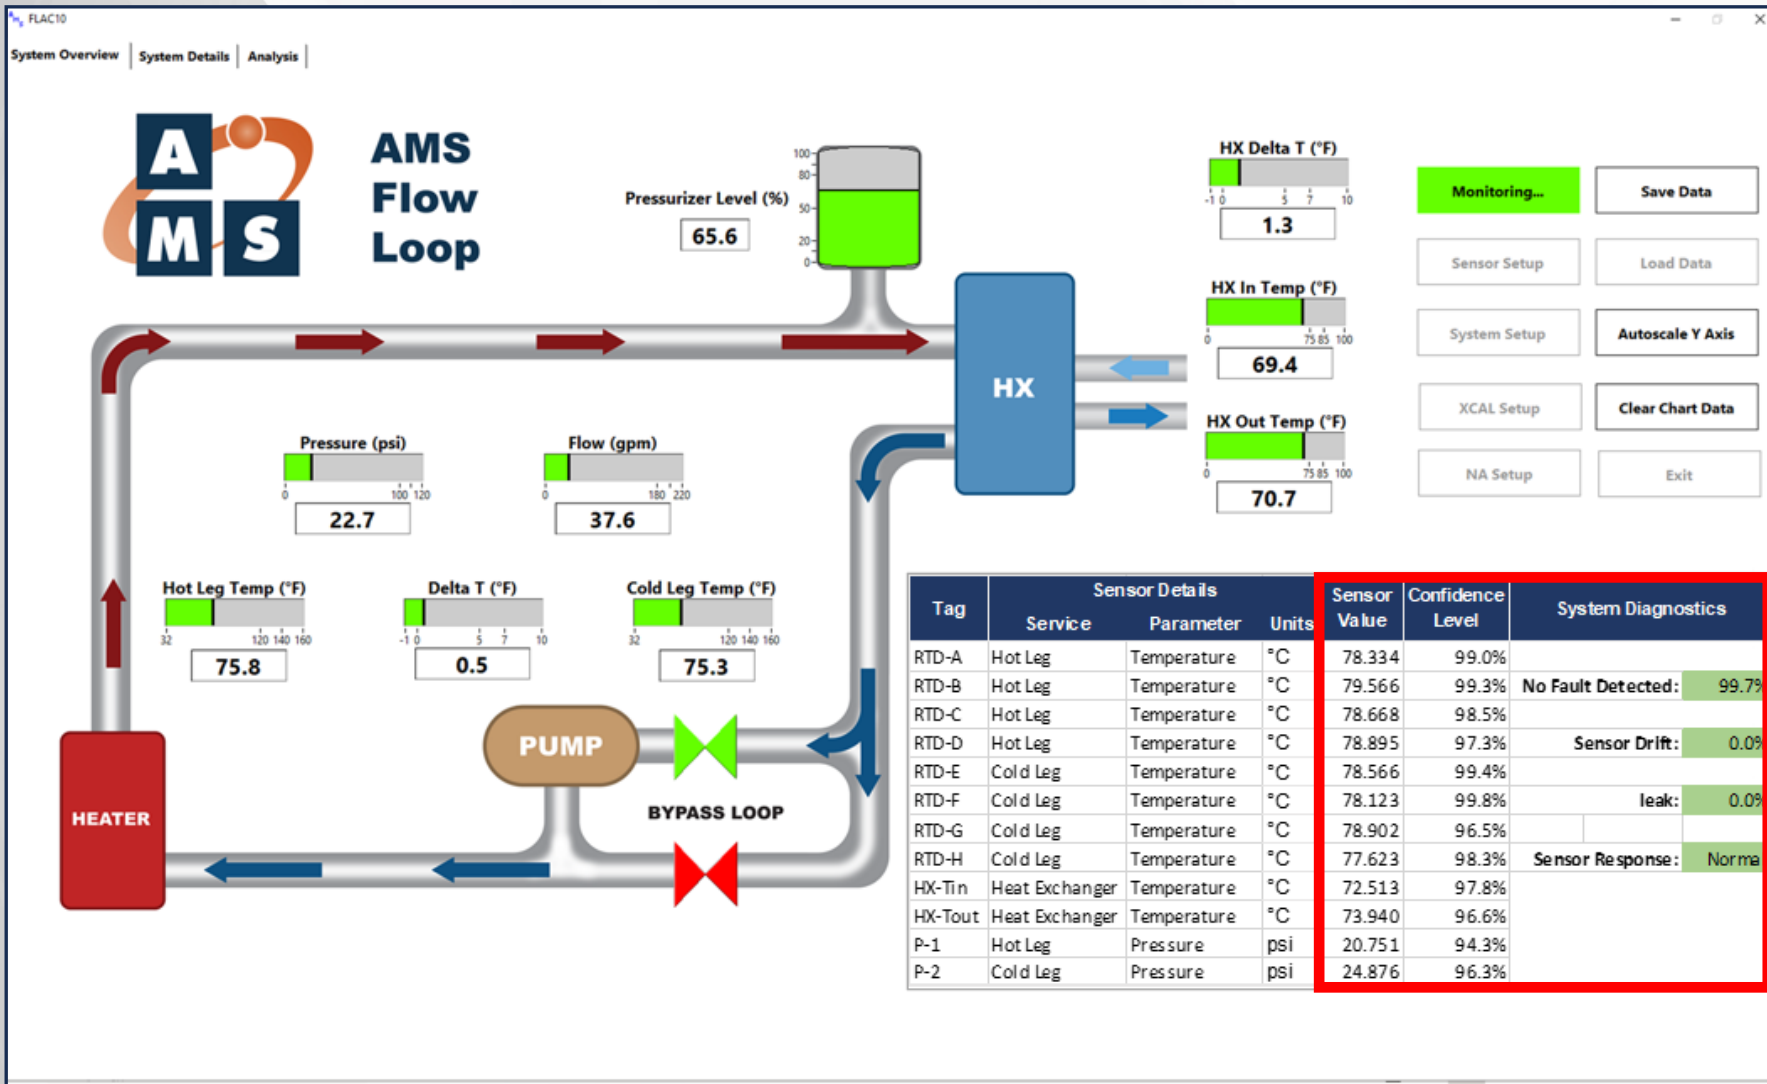 FLAC10
System Overview System Details Analysis
A M S
AMS
Flow
Loop
Pressurizer Level (%)
65.6
100
80
50
20
0
HX Delta T (°F)
-1 0 5 7 10
1.3
HX In Temp (°F)
0 75 85 100
69.4
HX Out Temp (°F)
0 75 85 100
70.7
Monitoring... Save Data
Sensor Setup Load Data
System Setup Autoscale Y Axis
XCAL Setup Clear Chart Data
NA Setup Exit
HX
Pressure (psi)
0 100 120
22.7
Flow (gpm)
0 180 220
37.6
Hot Leg Temp (°F)
32 120 140 160
75.8
Delta T (°F)
-1 0 5 7 10
0.5
Cold Leg Temp (°F)
32 120 140 160
75.3
PUMP
BYPASS LOOP
HEATER
Tag Sensor Details Sensor Value Confidence Level System Diagnostics
Service Parameter Units
RTD-A Hot Leg Temperature °C 78.334 99.0%
RTD-B Hot Leg Temperature °C 79.566 99.3% No Fault Detected: 99.7%
RTD-C Hot Leg Temperature °C 78.668 98.5%
RTD-D Hot Leg Temperature °C 78.895 97.3% Sensor Drift: 0.0%
RTD-E Cold Leg Temperature °C 78.566 99.4%
RTD-F Cold Leg Temperature °C 78.123 99.8% leak: 0.0%
RTD-G Cold Leg Temperature °C 78.902 96.5%
RTD-H Cold Leg Temperature °C 77.623 98.3% Sensor Response: Norma
HX-Tin Heat Exchanger Temperature °C 72.513 97.8%
HX-Tout Heat Exchanger Temperature °C 73.940 96.6%
P-1 Hot Leg Pressure psi 20.751 94.3%
P-2 Cold Leg Pressure psi 24.876 96.3%